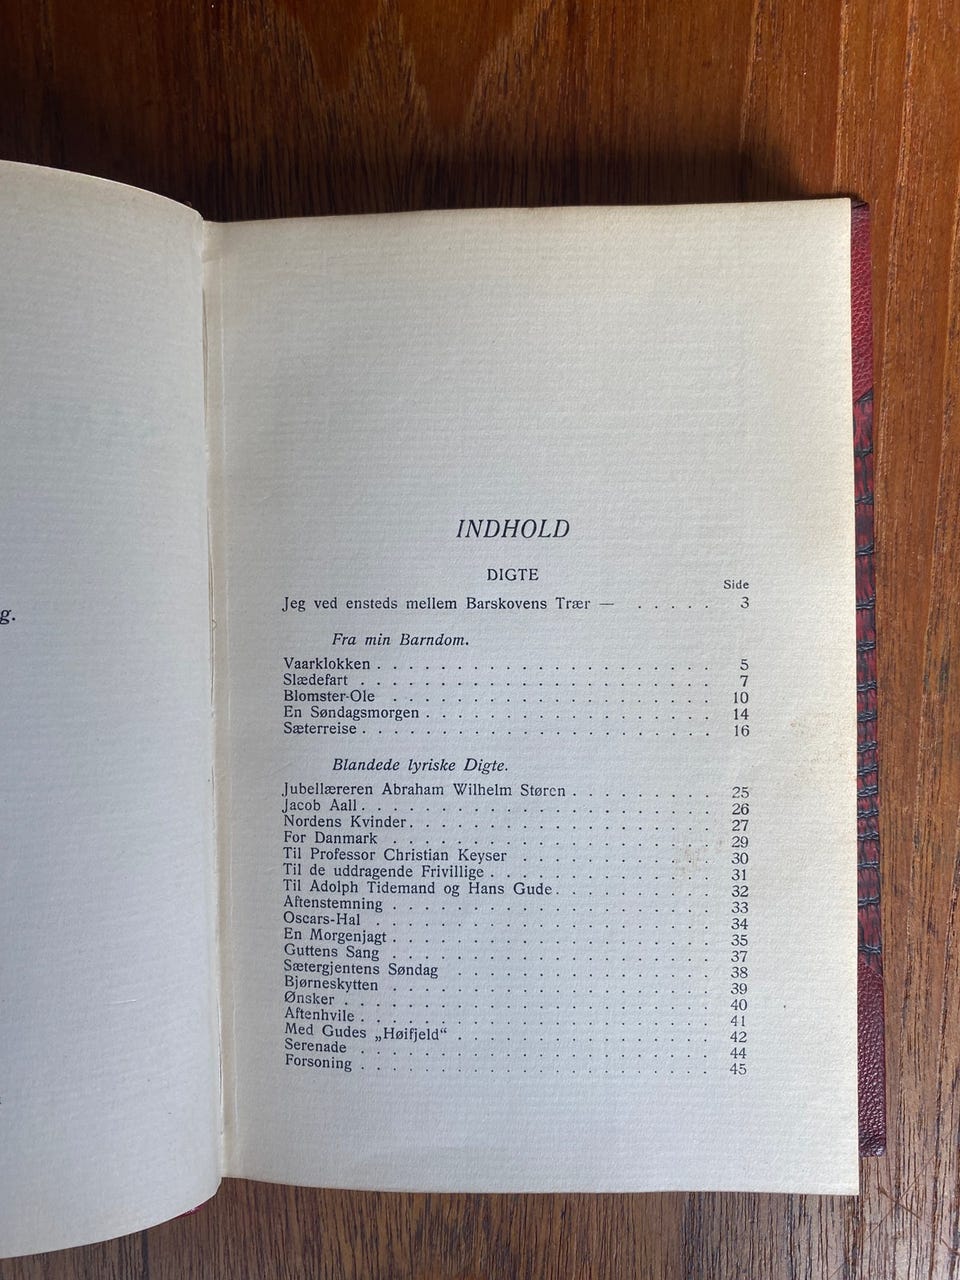 g.
INDHOLD
DIGTE
Side
Jeg ved ensteds mellem Barskovens Trær — . . . . . 3
Fra min Barndom.
Vaarklokken . . . . . . . . . . . . . . . . . . . . . 5
Slædefart . . . . . . . . . . . . . . . . . . . . . . 7
Blomster-Ole . . . . . . . . . . . . . . . . . . . . 10
En Søndagsmorgen . . . . . . . . . . . . . . . . . . 14
Sæterreise . . . . . . . . . . . . . . . . . . . . . . 16
Blandede lyriske Digte.
Jubellæreren Abraham Wilhelm Støren . . . . . . . . . 25
Jacob Aall . . . . . . . . . . . . . . . . . . . . . . 26
Nordens Kvinder . . . . . . . . . . . . . . . . . . . 27
For Danmark . . . . . . . . . . . . . . . . . . . . 29
Til Professor Christian Keyser . . . . . . . . . . . . 30
Til de uddragende Frivillige . . . . . . . . . . . . . 31
Til Adolph Tidemand og Hans Gude . . . . . . . . . . 32
Aftenstemning . . . . . . . . . . . . . . . . . . . . 33
Oscars-Hal . . . . . . . . . . . . . . . . . . . . . 34
En Morgenjagt . . . . . . . . . . . . . . . . . . . . 35
Guttens Sang . . . . . . . . . . . . . . . . . . . . 37
Sætergjentens Søndag . . . . . . . . . . . . . . . . 38
Bjørneskytten . . . . . . . . . . . . . . . . . . . . 39
Ønsker . . . . . . . . . . . . . . . . . . . . . . . 40
Aftenhvile . . . . . . . . . . . . . . . . . . . . . . 41
Med Gudes „Høifjeld“ . . . . . . . . . . . . . . . . 42
Serenade . . . . . . . . . . . . . . . . . . . . . . 44
Forsoning . . . . . . . . . . . . . . . . . . . . . . 45